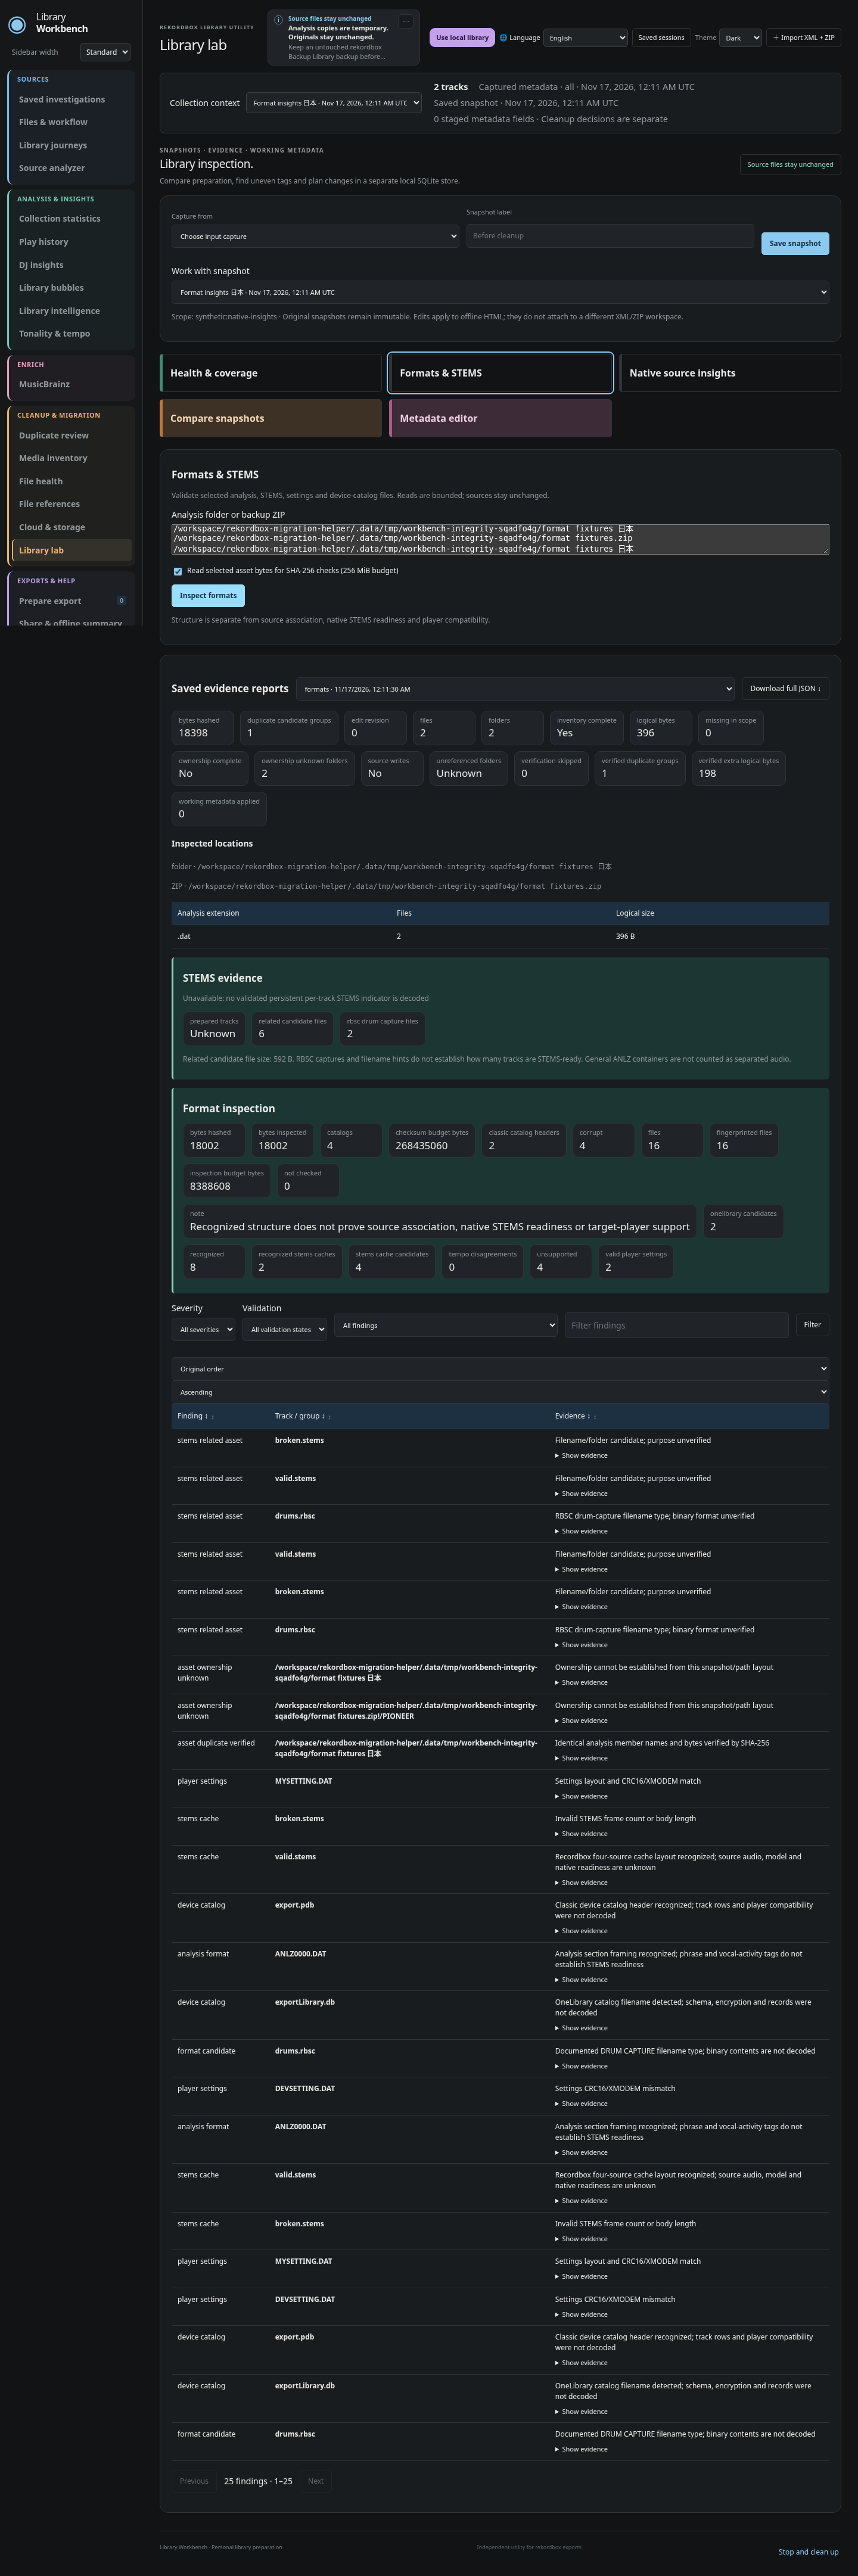 Library
Workbench
Sidebar width
Standard
SOURCES
Saved investigations
Files & workflow
Library journeys
Source analyzer
ANALYSIS & INSIGHTS
Collection statistics
Play history
DJ insights
Library bubbles
Library intelligence
Tonality & tempo
ENRICH
MusicBrainz
CLEANUP & MIGRATION
Duplicate review
Media inventory
File health
File references
Cloud & storage
Library lab
EXPORTS & HELP
Prepare export 0
Share & offline summary
REKORDBOX LIBRARY UTILITY
Library lab
Source files stay unchanged
Analysis copies are temporary.
Originals stay unchanged.
Keep an untouched rekordbox
Backup Library backup before…
Use local library
🌐 Language
English
Saved sessions
Theme
Dark
＋ Import XML + ZIP
Collection context
Format insights 日本 · Nov 17, 2026, 12:11 AM UTC
2 tracks Captured metadata · all · Nov 17, 2026, 12:11 AM UTC
Saved snapshot · Nov 17, 2026, 12:11 AM UTC
0 staged metadata fields · Cleanup decisions are separate
SNAPSHOTS · EVIDENCE · WORKING METADATA
Library inspection.
Compare preparation, find uneven tags and plan changes in a separate local SQLite store.
Source files stay unchanged
Capture from
Choose input capture
Snapshot label
Before cleanup
Save snapshot
Work with snapshot
Format insights 日本 · Nov 17, 2026, 12:11 AM UTC
Scope: synthetic:native-insights · Original snapshots remain immutable. Edits apply to offline HTML; they do not attach to a different XML/ZIP workspace.
Health & coverage
Formats & STEMS
Native source insights
Compare snapshots
Metadata editor
Formats & STEMS
Validate selected analysis, STEMS, settings and device-catalog files. Reads are bounded; sources stay unchanged.
Analysis folder or backup ZIP
/workspace/rekordbox-migration-helper/.data/tmp/workbench-integrity-sqadfo4g/format fixtures 日本
/workspace/rekordbox-migration-helper/.data/tmp/workbench-integrity-sqadfo4g/format fixtures.zip
/workspace/rekordbox-migration-helper/.data/tmp/workbench-integrity-sqadfo4g/format fixtures 日本
Read selected asset bytes for SHA-256 checks (256 MiB budget)
Inspect formats
Structure is separate from source association, native STEMS readiness and player compatibility.
Saved evidence reports
formats · 11/17/2026, 12:11:30 AM
Download full JSON ↓
bytes hashed
18398
duplicate candidate groups
1
edit revision
0
files
2
folders
2
inventory complete
Yes
logical bytes
396
missing in scope
0
ownership complete
No
ownership unknown folders
2
source writes
No
unreferenced folders
Unknown
verification skipped
0
verified duplicate groups
1
verified extra logical bytes
198
working metadata applied
0
Inspected locations
folder · /workspace/rekordbox-migration-helper/.data/tmp/workbench-integrity-sqadfo4g/format fixtures 日本
ZIP · /workspace/rekordbox-migration-helper/.data/tmp/workbench-integrity-sqadfo4g/format fixtures.zip
Analysis extension Files Logical size
.dat 2 396 B
STEMS evidence
Unavailable: no validated persistent per-track STEMS indicator is decoded
prepared tracks
Unknown
related candidate files
6
rbsc drum capture files
2
Related candidate file size: 592 B. RBSC captures and filename hints do not establish how many tracks are STEMS-ready. General ANLZ containers are not counted as separated audio.
Format inspection
bytes hashed
18002
bytes inspected
18002
catalogs
4
checksum budget bytes
268435060
classic catalog headers
2
corrupt
4
files
16
fingerprinted files
16
inspection budget bytes
8388608
not checked
0
note
Recognized structure does not prove source association, native STEMS readiness or target-player support
onelibrary candidates
2
recognized
8
recognized stems caches
2
stems cache candidates
4
tempo disagreements
0
unsupported
4
valid player settings
2
Severity
All severities
Validation
All validation states
All findings
Filter findings
Filter
Original order
Ascending
Finding ↕ ↕ Track / group ↕ ↕ Evidence ↕ ↕
stems related asset broken.stems Filename/folder candidate; purpose unverified
▸ Show evidence
stems related asset valid.stems Filename/folder candidate; purpose unverified
▸ Show evidence
stems related asset drums.rbsc RBSC drum-capture filename type; binary format unverified
▸ Show evidence
stems related asset valid.stems Filename/folder candidate; purpose unverified
▸ Show evidence
stems related asset broken.stems Filename/folder candidate; purpose unverified
▸ Show evidence
stems related asset drums.rbsc RBSC drum-capture filename type; binary format unverified
▸ Show evidence
asset ownership unknown /workspace/rekordbox-migration-helper/.data/tmp/workbench-integrity-sqadfo4g/format fixtures 日本 Ownership cannot be established from this snapshot/path layout
▸ Show evidence
asset ownership unknown /workspace/rekordbox-migration-helper/.data/tmp/workbench-integrity-sqadfo4g/format fixtures.zip!/PIONEER Ownership cannot be established from this snapshot/path layout
▸ Show evidence
asset duplicate verified /workspace/rekordbox-migration-helper/.data/tmp/workbench-integrity-sqadfo4g/format fixtures 日本 Identical analysis member names and bytes verified by SHA-256
▸ Show evidence
player settings MYSETTING.DAT Settings layout and CRC16/XMODEM match
▸ Show evidence
stems cache broken.stems Invalid STEMS frame count or body length
▸ Show evidence
stems cache valid.stems Recordbox four-source cache layout recognized; source audio, model and native readiness are unknown
▸ Show evidence
device catalog export.pdb Classic device catalog header recognized; track rows and player compatibility were not decoded
▸ Show evidence
analysis format ANLZ0000.DAT Analysis section framing recognized; phrase and vocal-activity tags do not establish STEMS readiness
▸ Show evidence
device catalog exportLibrary.db OneLibrary catalog filename detected; schema, encryption and records were not decoded
▸ Show evidence
format candidate drums.rbsc Documented DRUM CAPTURE filename type; binary contents are not decoded
▸ Show evidence
player settings DEVSETTING.DAT Settings CRC16/XMODEM mismatch
▸ Show evidence
analysis format ANLZ0000.DAT Analysis section framing recognized; phrase and vocal-activity tags do not establish STEMS readiness
▸ Show evidence
stems cache valid.stems Recordbox four-source cache layout recognized; source audio, model and native readiness are unknown
▸ Show evidence
stems cache broken.stems Invalid STEMS frame count or body length
▸ Show evidence
player settings MYSETTING.DAT Settings layout and CRC16/XMODEM match
▸ Show evidence
player settings DEVSETTING.DAT Settings CRC16/XMODEM mismatch
▸ Show evidence
device catalog export.pdb Classic device catalog header recognized; track rows and player compatibility were not decoded
▸ Show evidence
device catalog exportLibrary.db OneLibrary catalog filename detected; schema, encryption and records were not decoded
▸ Show evidence
format candidate drums.rbsc Documented DRUM CAPTURE filename type; binary contents are not decoded
▸ Show evidence
Previous 25 findings · 1–25 Next
Library Workbench · Personal library preparation
Independent utility for rekordbox exports
Stop and clean up